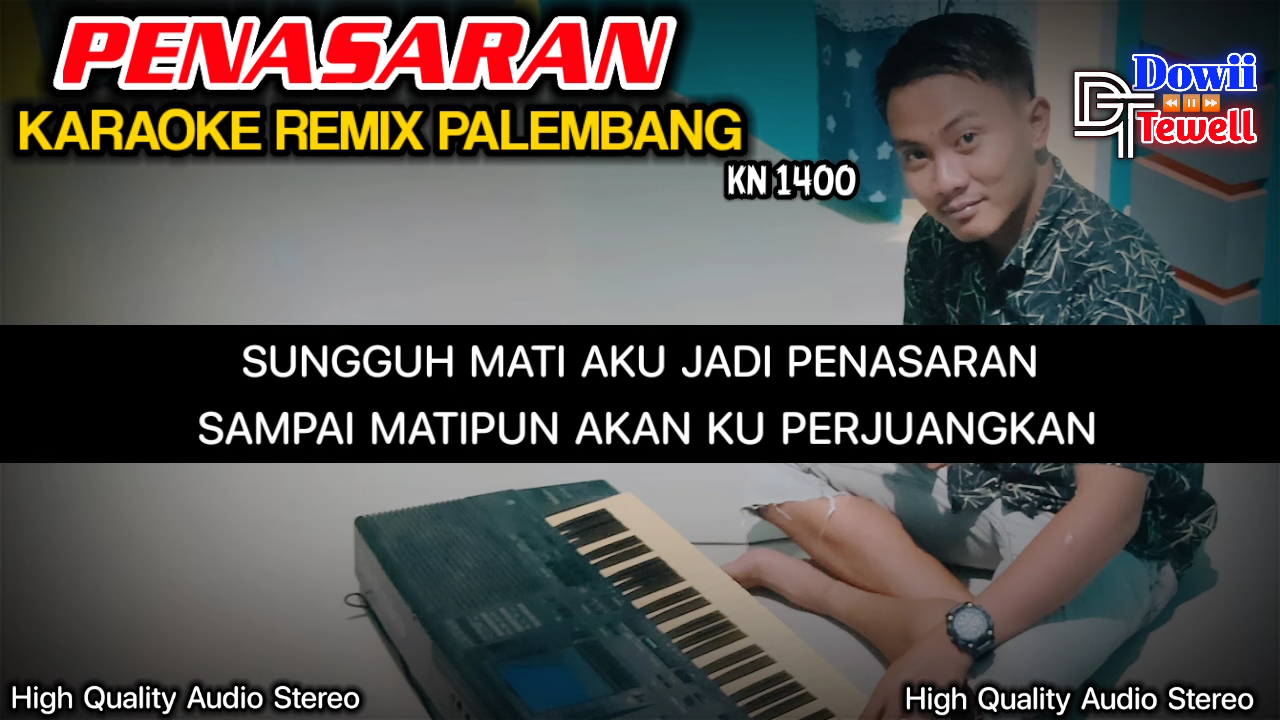 PENASARAN
KARAOKE REMIX PALEMBANG
KN 1400
DT
Dowii
Tewell
SUNGGUH MATI AKU JADI PENASARAN
SAMPAI MATIPUN AKAN KU PERJUANGKAN
High Quality Audio Stereo
High Quality Audio Stereo